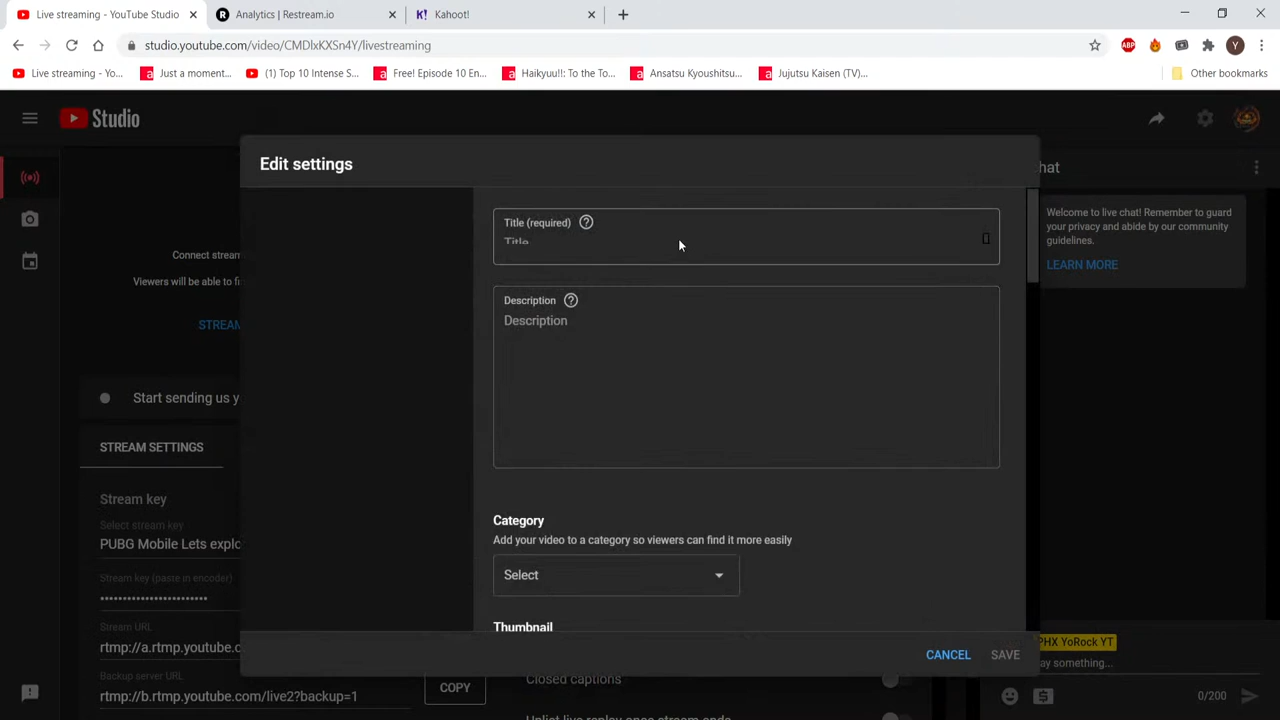 Live streaming - YouTube Studio
Analytics | Restream.io
Kahoot!
studio.youtube.com/video/CMDlxKXSn4Y/livestreaming
ABP
Y
Live streaming - Yo...
Just a moment...
(1) Top 10 Intense S...
Free! Episode 10 En...
Haikyuu!!: To the To...
Ansatsu Kyoushitsu...
Jujutsu Kaisen (TV)...
Other bookmarks
Studio
Edit settings
hat
Title (required)
Title
Welcome to live chat! Remember to guard
your privacy and abide by our community
guidelines.
LEARN MORE
Connect strea
Viewers will be able to fi
STREAM
Description
Description
Start sending us y
STREAM SETTINGS
Stream key
Select stream key
PUBG Mobile Lets explo
Stream key (paste in encoder)
Stream URL
rtmp://a.rtmp.youtube.c
Backup server URL
rtmp://b.rtmp.youtube.com/live2?backup=1
COPY
Category
Add your video to a category so viewers can find it more easily
Select
Thumbnail
CANCEL
SAVE
Closed captions
Unlist live replay once stream ends
PHX YoRock YT
ay something...
0/200